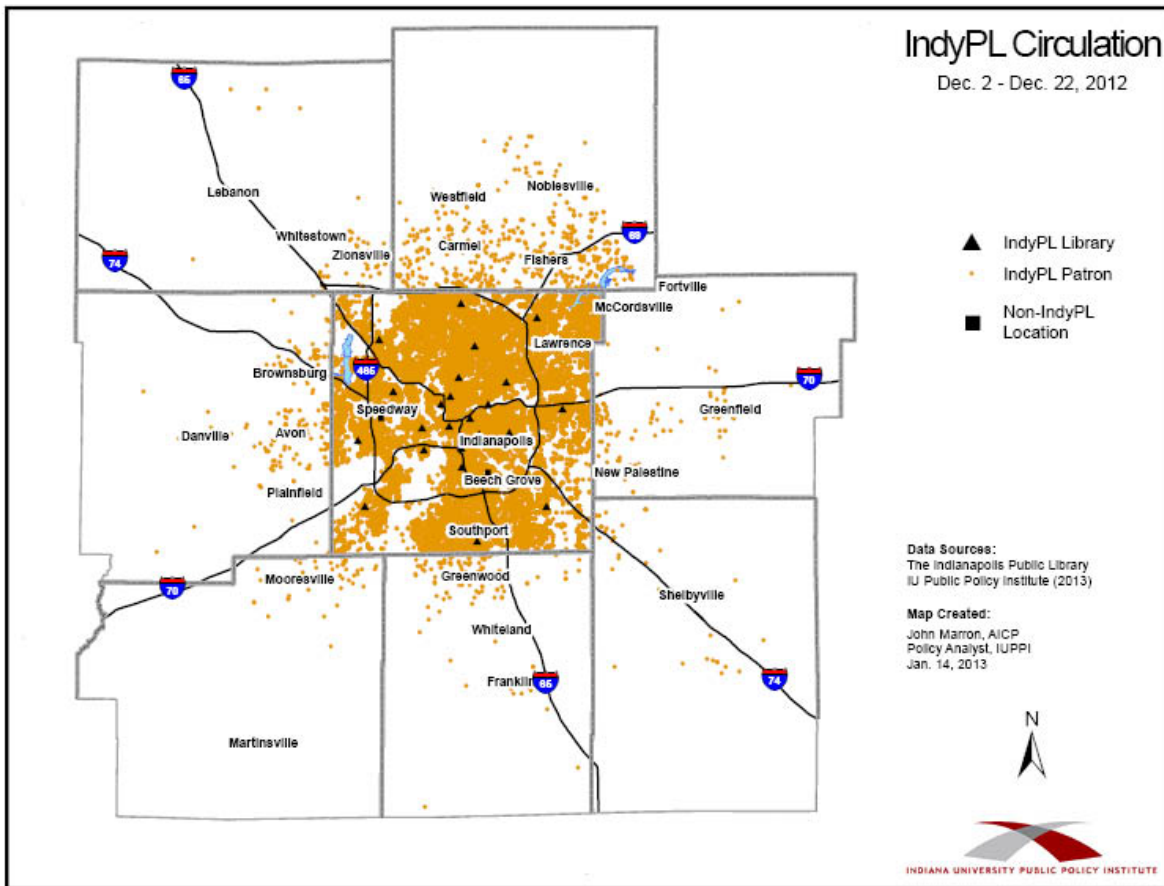 IndyPL Circulation
Dec. 2 - Dec. 22, 2012
65
Lebanon
Westfield
Noblesville
Whitestown
Zionsville
Carmel
Fishers
69
74
IndyPL Library
IndyPL Patron
Non-IndyPL
Location
Fortville
McCordsville
Lawrence
Brownsburg
465
70
Speedway
Greenfield
Danville
Avon
Indianapolis
Beech Grove
New Palestine
Plainfield
Southport
Mooresville
Greenwood
70
Shelbyville
Whiteland
Franklin
65
74
Martinsville
Data Sources:
The Indianapolis Public Library
IU Public Policy Institute (2013)
Map Created:
John Marron, AICP
Policy Analyst, IUPPI
Jan. 14, 2013
N
INDIANA UNIVERSITY PUBLIC POLICY INSTITUTE